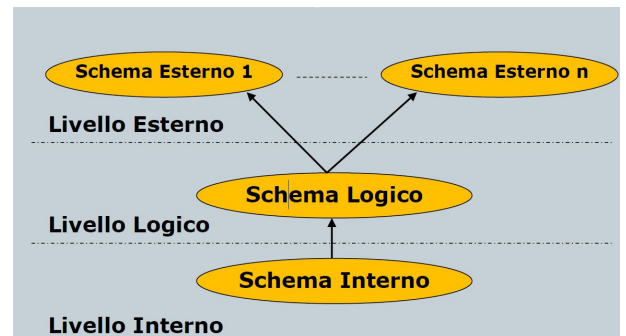 Schema Esterno 1
Schema Esterno n
Livello Esterno
Schema Logico
Livello Logico
Schema Interno
Livello Interno